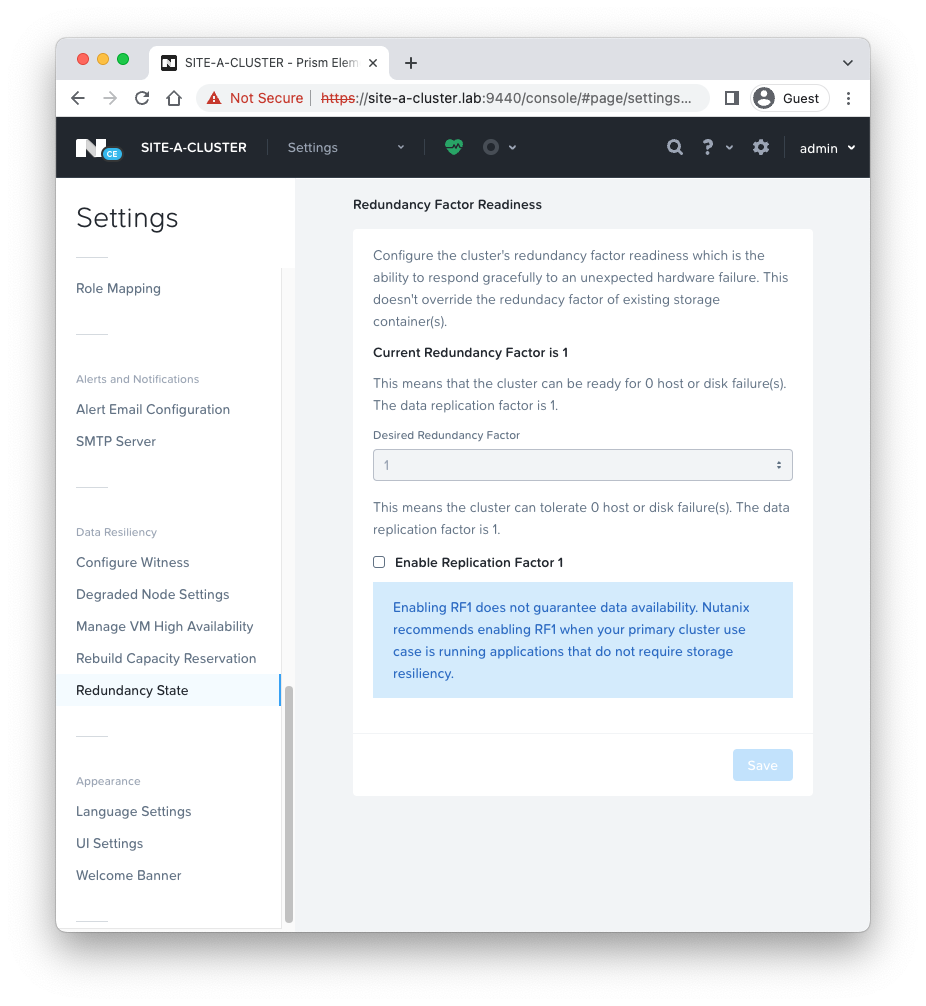 SITE-A-CLUSTER - Prism Elem
Not Secure
https://site-a-cluster.lab:9440/console/#page/settings...
Guest
CE
SITE-A-CLUSTER
Settings
?
admin
Settings
Role Mapping
Alerts and Notifications
Alert Email Configuration
SMTP Server
Data Resiliency
Configure Witness
Degraded Node Settings
Manage VM High Availability
Rebuild Capacity Reservation
Redundancy State
Appearance
Language Settings
UI Settings
Welcome Banner
Redundancy Factor Readiness
Configure the cluster's redundancy factor readiness which is the
ability to respond gracefully to an unexpected hardware failure. This
doesn't override the redundacy factor of existing storage
container(s).
Current Redundancy Factor is 1
This means that the cluster can be ready for 0 host or disk failure(s).
The data replication factor is 1.
Desired Redundancy Factor
1
This means the cluster can tolerate 0 host or disk failure(s). The data
replication factor is 1.
Enable Replication Factor 1
Enabling RF1 does not guarantee data availability. Nutanix
recommends enabling RF1 when your primary cluster use
case is running applications that do not require storage
resiliency.
Save